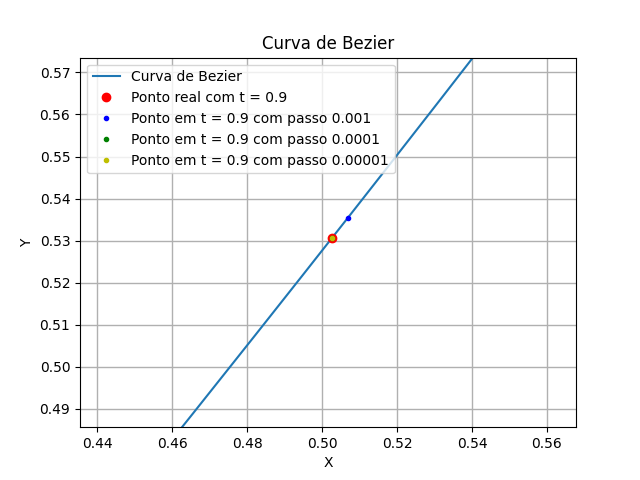 Curva de Bezier
Curva de Bezier
Ponto real com t = 0.9
Ponto em t = 0.9 com passo 0.001
Ponto em t = 0.9 com passo 0.0001
Ponto em t = 0.9 com passo 0.00001
0.57
0.56
0.55
0.54
0.53
0.52
0.51
0.50
0.49
Y
0.44 0.46 0.48 0.50 0.52 0.54 0.56
X